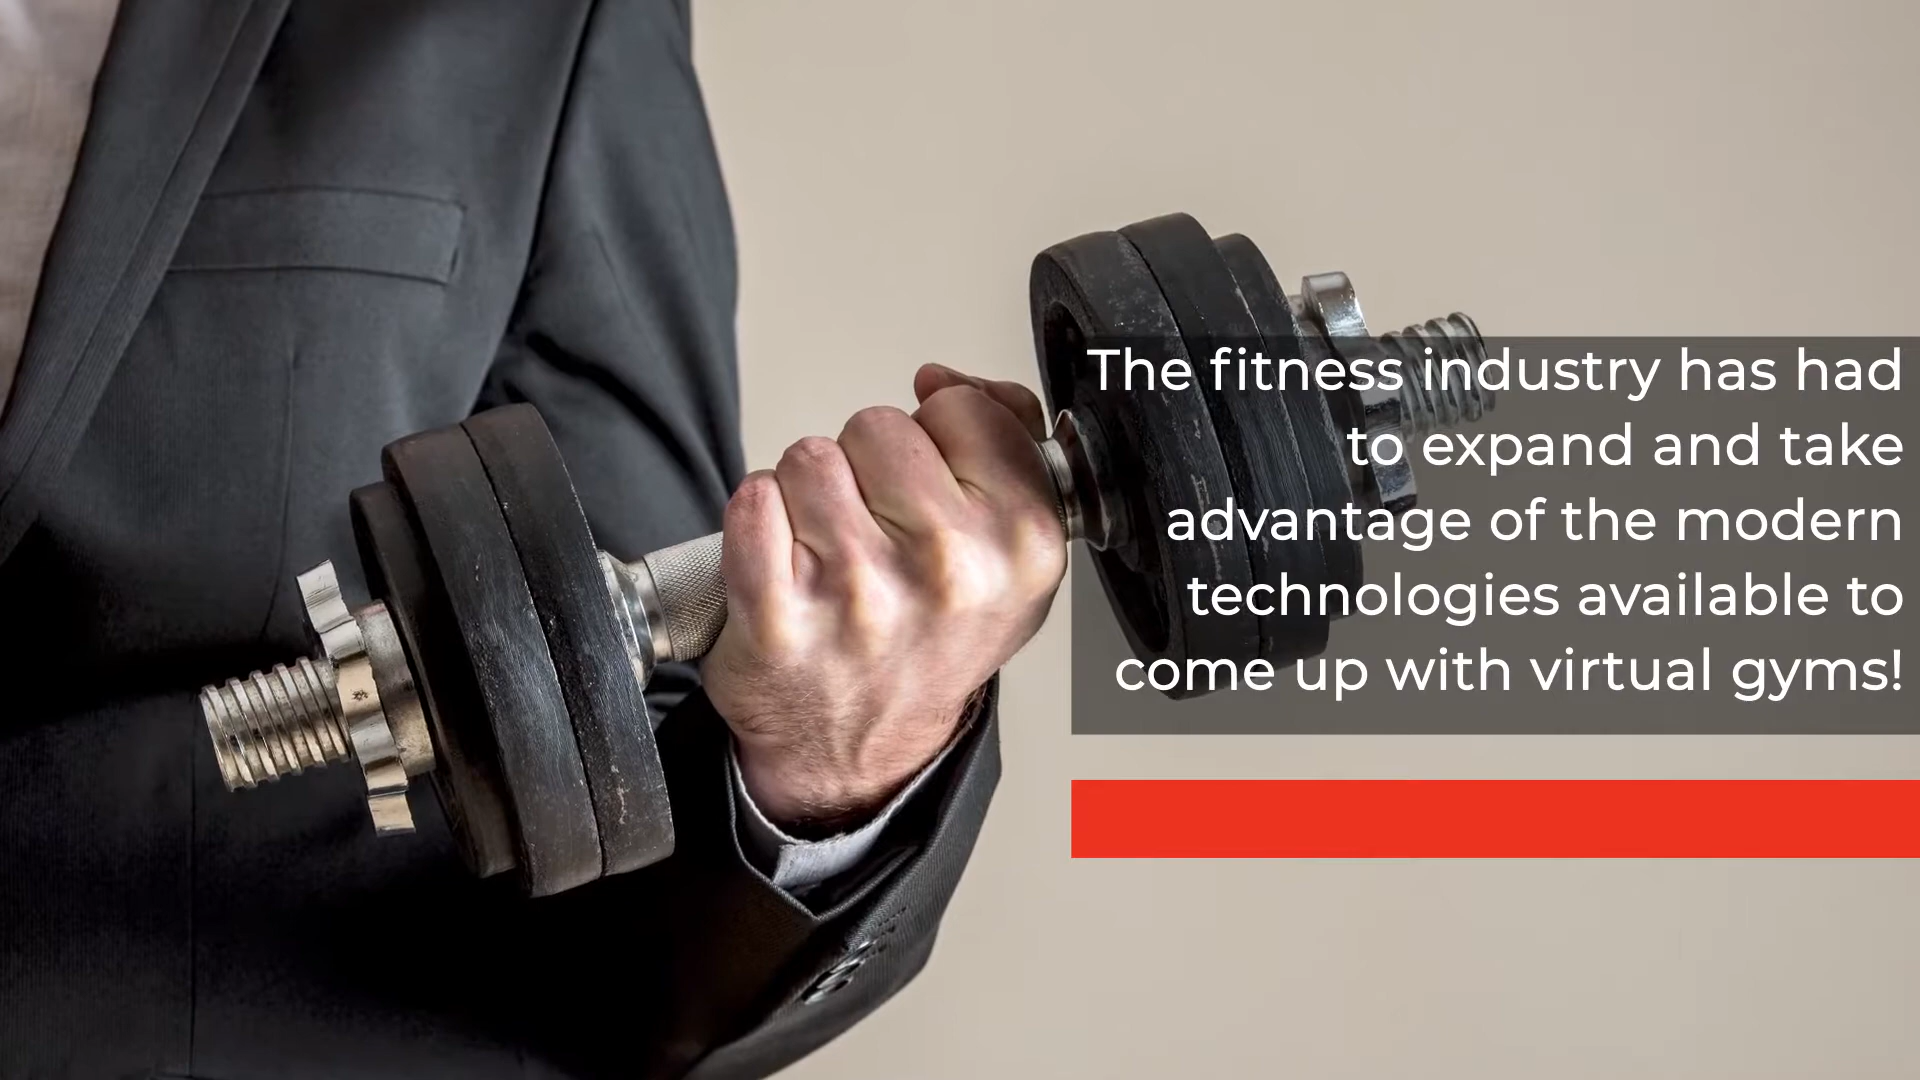 The fitness industry has had
to expand and take
advantage of the modern
technologies available to
come up with virtual gyms!